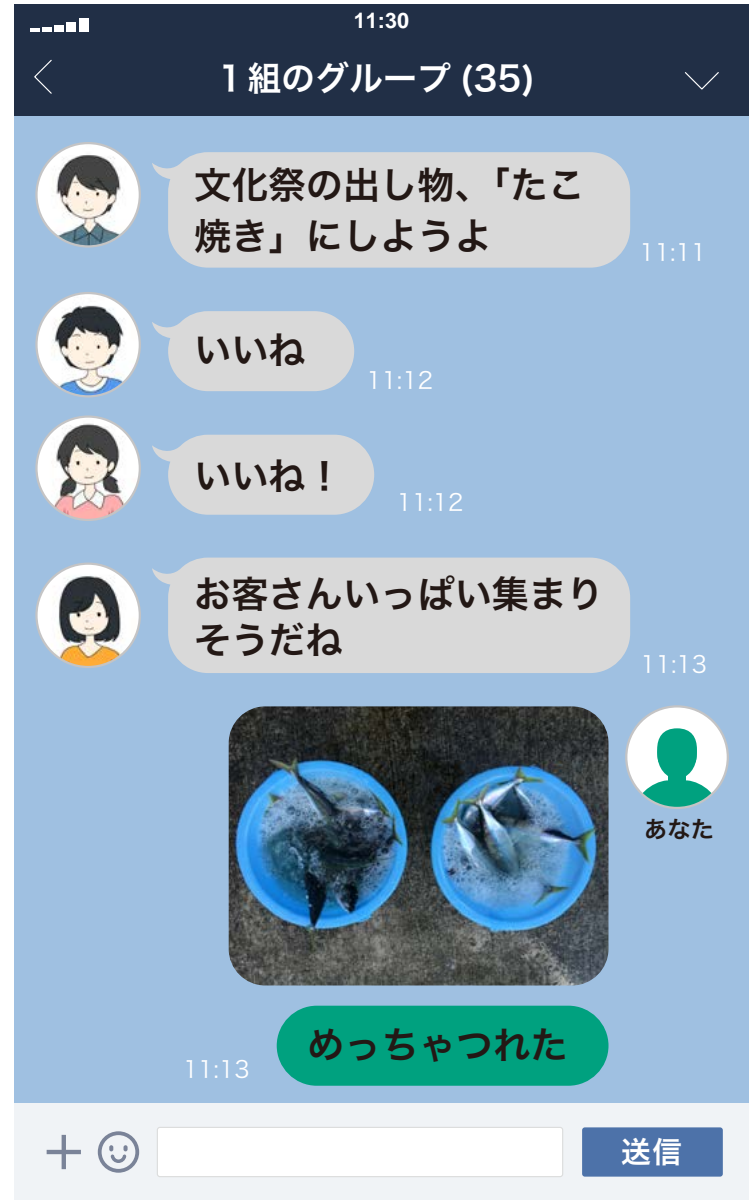 11:30
1組のグループ (35)
文化祭の出し物、「たこ
焼き」にしようよ
11:11
いいね
11:12
いいね！
11:12
お客さんいっぱい集まり
そうだね
11:13
あなた
めっちゃつれた
11:13
送信